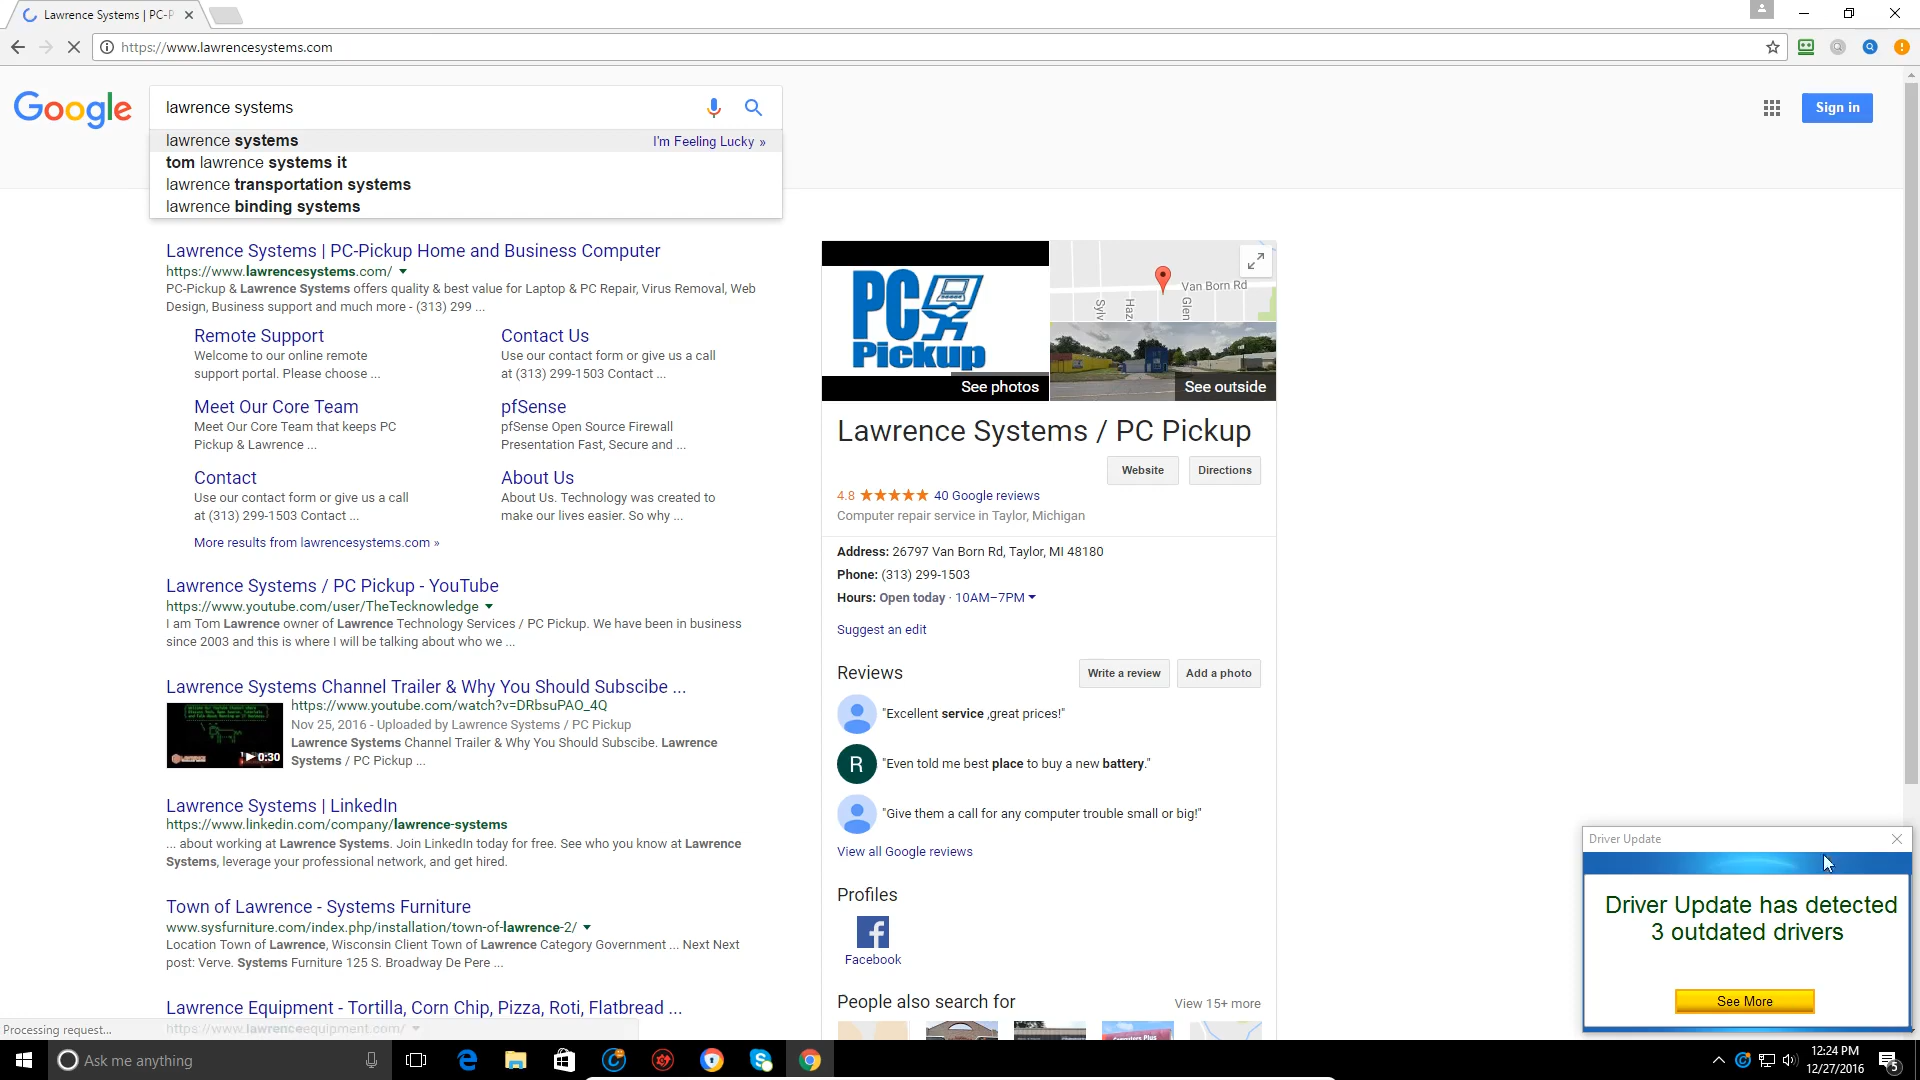 Lawrence Systems | PC-P
https://www.lawrencesystems.com
Google
lawrence systems
Sign in
lawrence systems
I'm Feeling Lucky »
tom lawrence systems it
lawrence transportation systems
lawrence binding systems
Lawrence Systems | PC-Pickup Home and Business Computer
https://www.lawrencesystems.com/
PC-Pickup & Lawrence Systems offers quality & best value for Laptop & PC Repair, Virus Removal, Web
Design, Business support and much more - (313) 299 ...
Remote Support
Welcome to our online remote
support portal. Please choose ...
Contact Us
Use our contact form or give us a call
at (313) 299-1503 Contact ...
Meet Our Core Team
Meet Our Core Team that keeps PC
Pickup & Lawrence ...
pfSense
pfSense Open Source Firewall
Presentation Fast, Secure and ...
Contact
Use our contact form or give us a call
at (313) 299-1503 Contact ...
About Us
About Us. Technology was created to
make our lives easier. So why ...
More results from lawrencesystems.com »
Lawrence Systems / PC Pickup - YouTube
https://www.youtube.com/user/TheTecknowledge
I am Tom Lawrence owner of Lawrence Technology Services / PC Pickup. We have been in business
since 2003 and this is where I will be talking about who we ...
Lawrence Systems Channel Trailer & Why You Should Subscibe ...
https://www.youtube.com/watch?v=DRbsuPAO_4Q
Nov 25, 2016 - Uploaded by Lawrence Systems / PC Pickup
Lawrence Systems Channel Trailer & Why You Should Subscibe. Lawrence
Systems / PC Pickup ...
0:30
Lawrence Systems | LinkedIn
https://www.linkedin.com/company/lawrence-systems
... about working at Lawrence Systems. Join LinkedIn today for free. See who you know at Lawrence
Systems, leverage your professional network, and get hired.
Town of Lawrence - Systems Furniture
www.sysfurniture.com/index.php/installation/town-of-lawrence-2/
Location Town of Lawrence, Wisconsin Client Town of Lawrence Category Government ... Next Next
post: Verve. Systems Furniture 125 S. Broadway De Pere ...
Lawrence Equipment - Tortilla, Corn Chip, Pizza, Roti, Flatbread ...
https://www.lawrenceequipment.com/
Processing request...
PC
Pickup
See photos
Van Born Rd
Sylv
Haze
Glen
See outside
Lawrence Systems / PC Pickup
Website
Directions
4.8
40 Google reviews
Computer repair service in Taylor, Michigan
Address: 26797 Van Born Rd, Taylor, MI 48180
Phone: (313) 299-1503
Hours: Open today · 10AM–7PM
Suggest an edit
Reviews
Write a review
Add a photo
"Excellent service ,great prices!"
R
"Even told me best place to buy a new battery."
"Give them a call for any computer trouble small or big!"
View all Google reviews
Profiles
Facebook
People also search for
View 15+ more
Driver Update
Driver Update has detected
3 outdated drivers
See More
Ask me anything
12:24 PM
12/27/2016
5